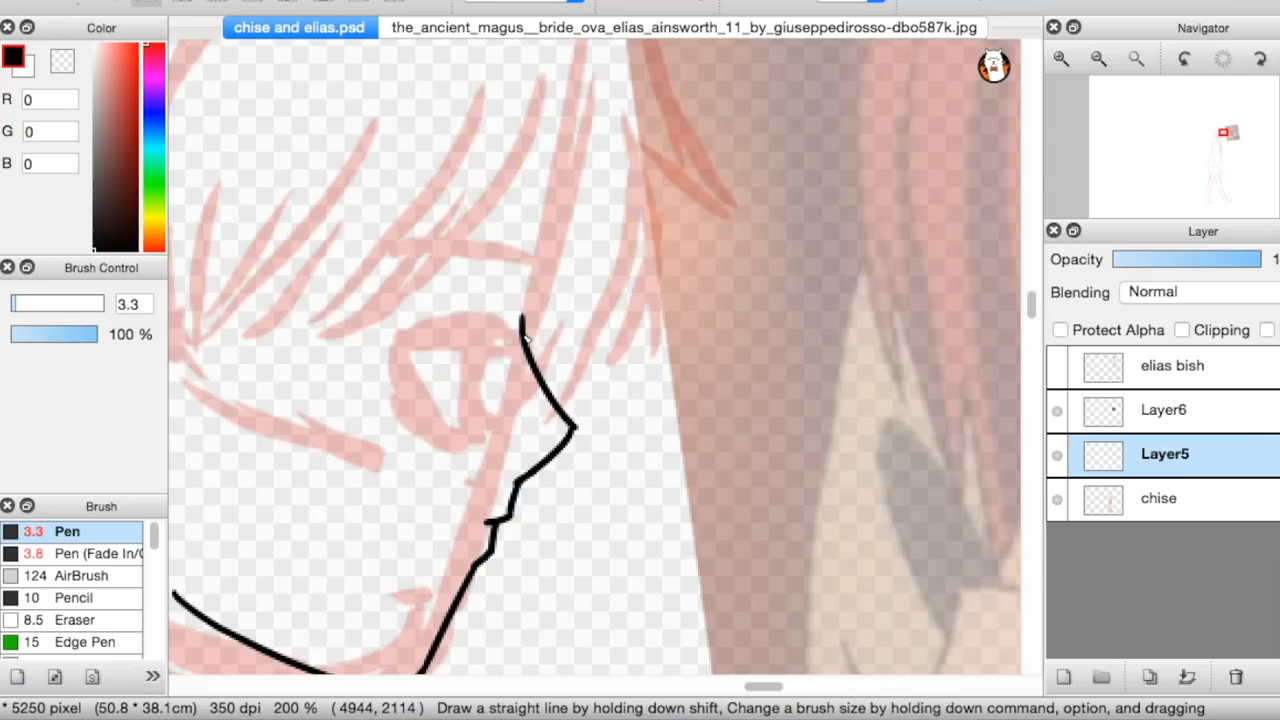 Color
chise and elias.psd
the_ancient_magus__bride_ova_elias_ainsworth_11_by_giuseppedirosso-dbo587k.jpg
Navigator
R 0
G 0
B 0
Layer
Opacity 1
Brush Control
Blending Normal
3.3
Protect Alpha Clipping
100 %
elias bish
Layer6
Layer5
chise
Brush
3.3 Pen
3.8 Pen (Fade In/
124 AirBrush
10 Pencil
8.5 Eraser
15 Edge Pen
* 5250 pixel (50.8 * 38.1cm) 350 dpi 200 % ( 4944, 2114 ) Draw a straight line by holding down shift, Change a brush size by holding down command, option, and dragging